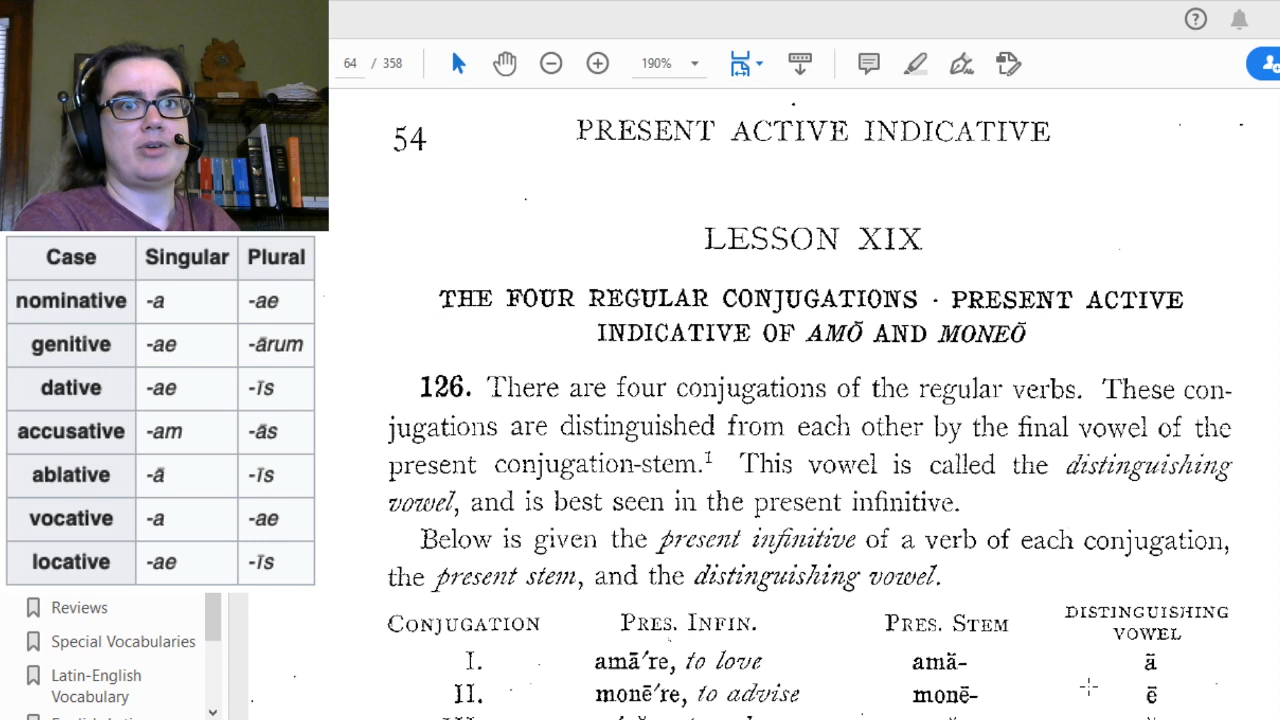 64 / 358
190%
54
PRESENT ACTIVE INDICATIVE
LESSON XIX
THE FOUR REGULAR CONJUGATIONS · PRESENT ACTIVE
INDICATIVE OF AMŌ AND MONEŌ
126. There are four conjugations of the regular verbs. These con-
jugations are distinguished from each other by the final vowel of the
present conjugation-stem.¹ This vowel is called the distinguishing
vowel, and is best seen in the present infinitive.
Below is given the present infinitive of a verb of each conjugation,
the present stem, and the distinguishing vowel.
CONJUGATION PRES. INFIN. PRES. STEM DISTINGUISHING VOWEL
I. amā′re, to love amā- ā
II. monē′re, to advise monē- ē
Case Singular Plural
nominative -a -ae
genitive -ae -ārum
dative -ae -īs
accusative -am -ās
ablative -ā -īs
vocative -a -ae
locative -ae -īs
Reviews
Special Vocabularies
Latin-English
Vocabulary